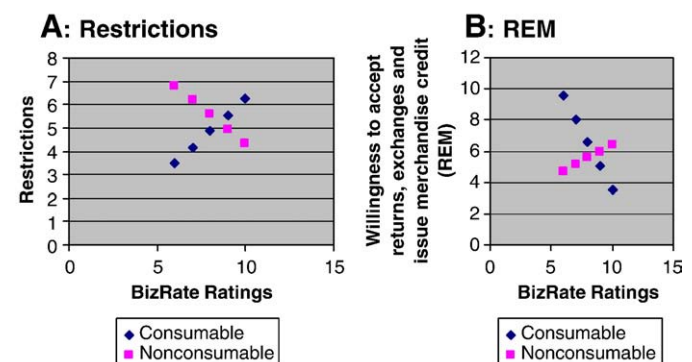 A: Restrictions
8
7
6
5
4
3
2
1
0
0 5 10 15
Restrictions
BizRate Ratings
Consumable
Nonconsumable
B: REM
Willingness to accept
returns, exchanges and
issue merchandise credit
(REM)
12
10
8
6
4
2
0
0 5 10 15
BizRate Ratings
Consumable
Nonconsumable